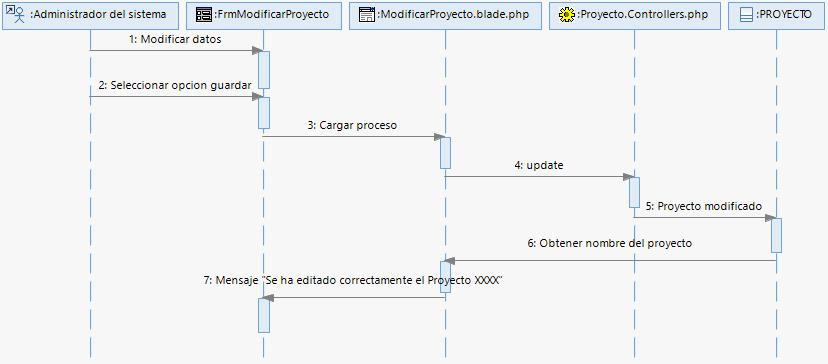 :Administrador del sistema
:FrmModificarProyecto
:ModificarProyecto.blade.php
:Proyecto.Controllers.php
:PROYECTO
1: Modificar datos
2: Seleccionar opcion guardar
3: Cargar proceso
4: update
5: Proyecto modificado
6: Obtener nombre del proyecto
7: Mensaje "Se ha editado correctamente el Proyecto XXXX"